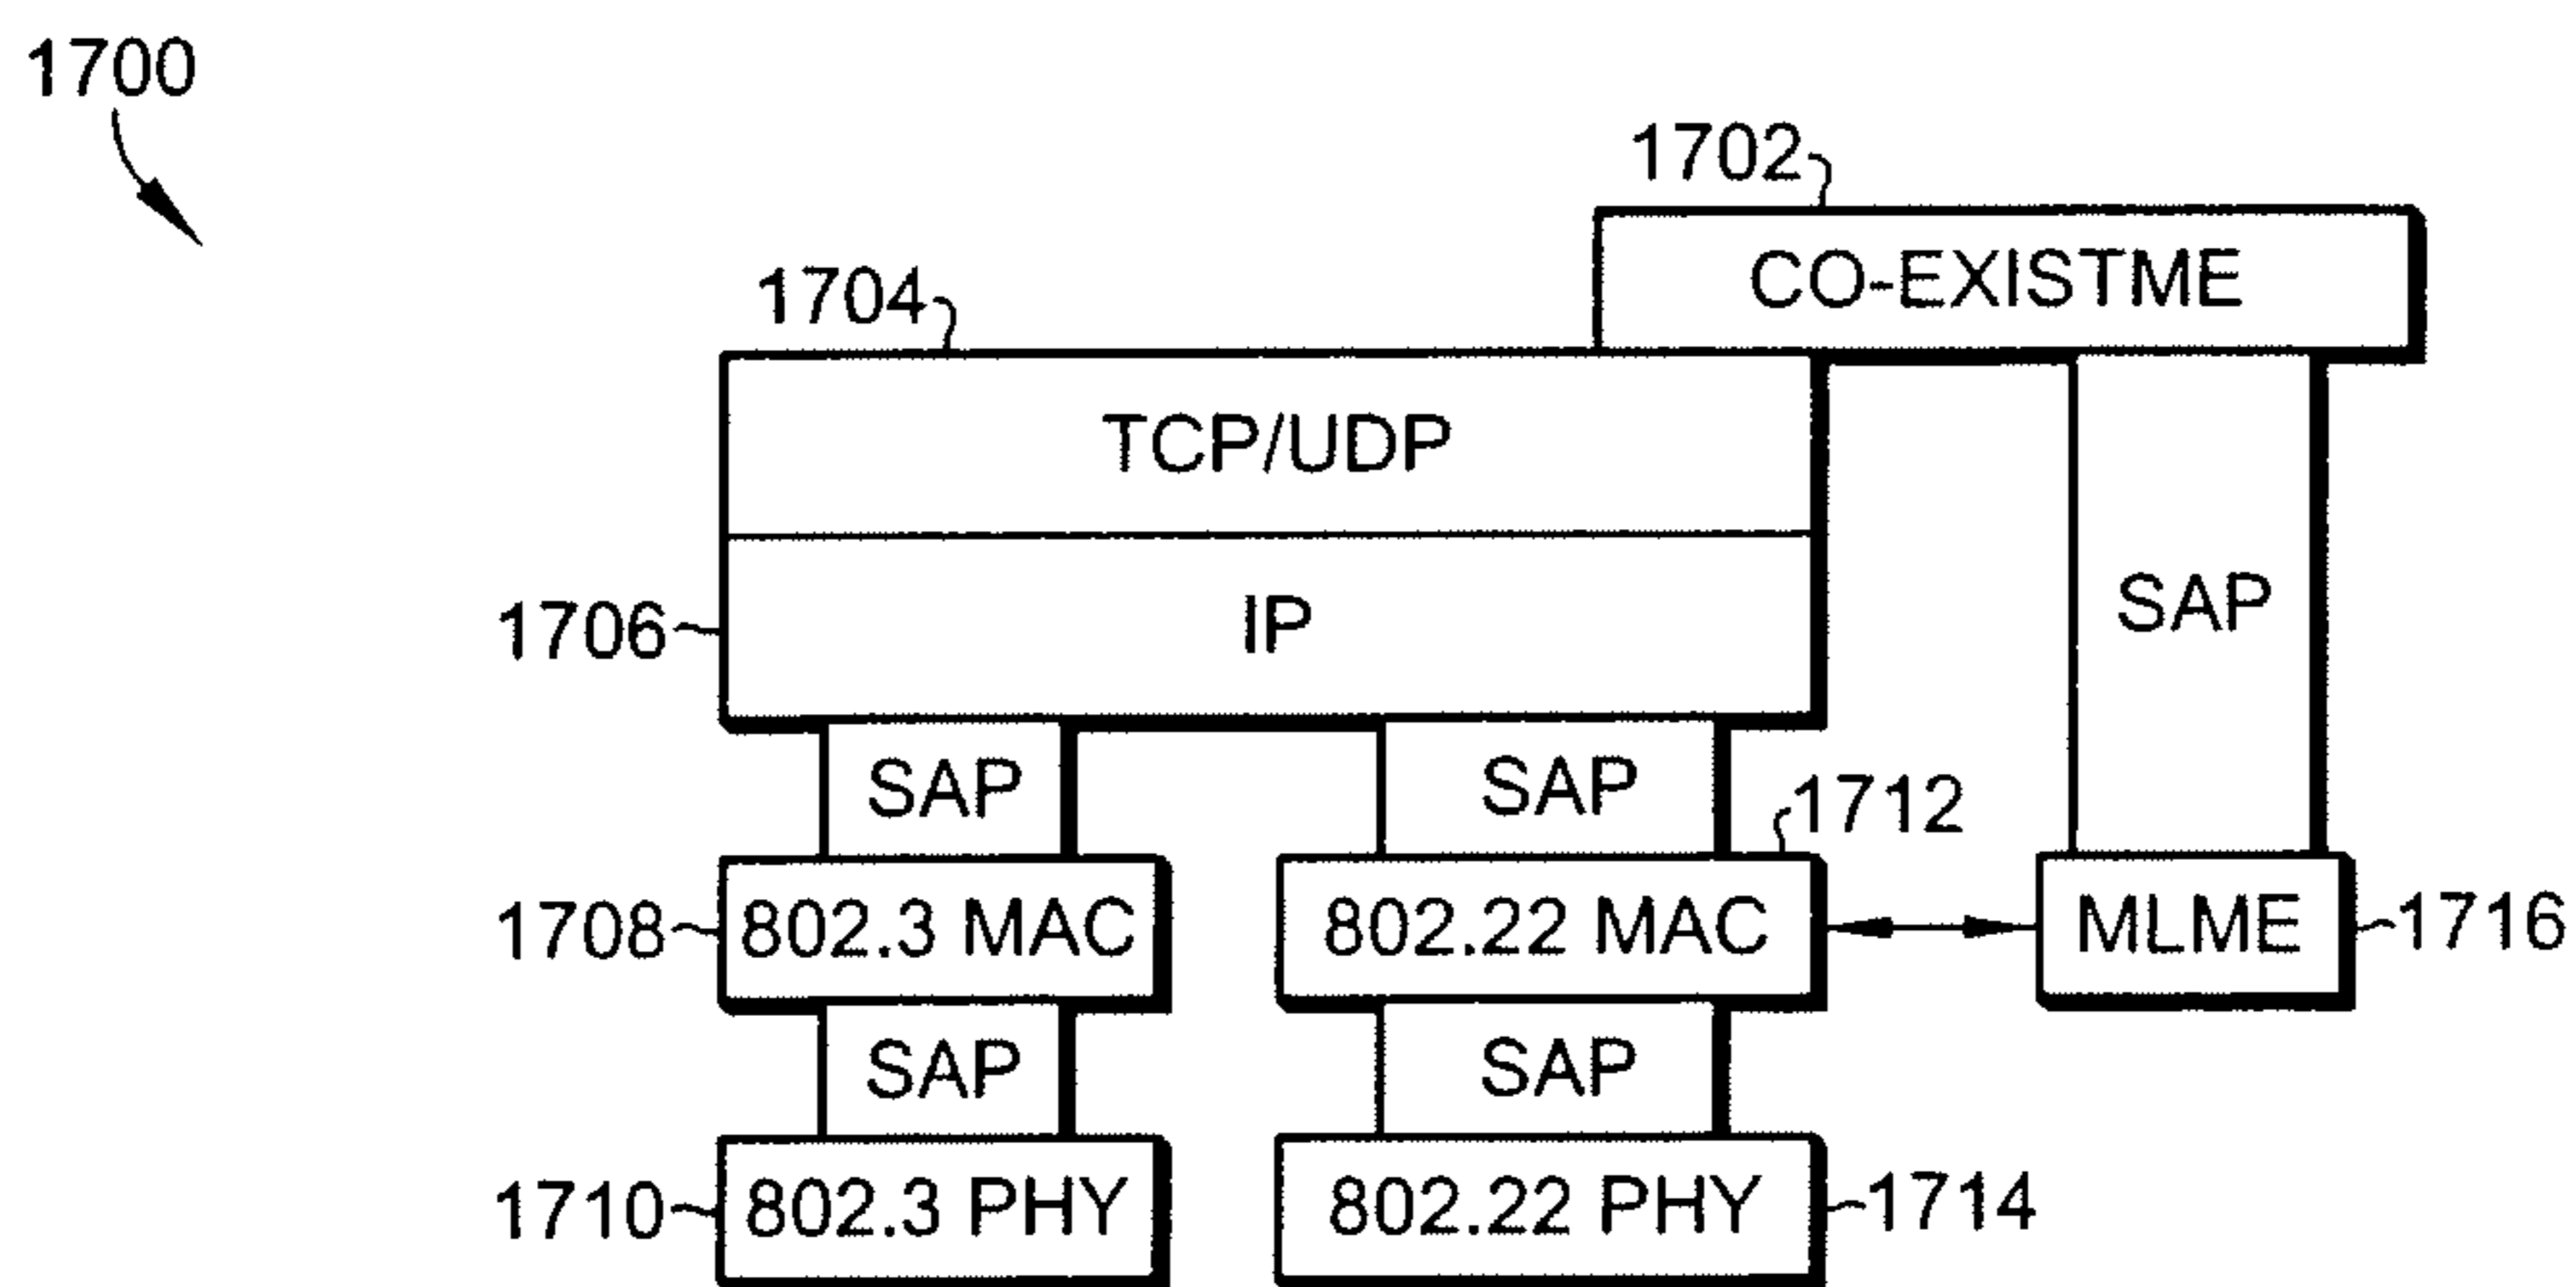 1700
1702
CO-EXISTME
1704
TCP/UDP
1706
IP
SAP
SAP
SAP
1712
1708
802.3 MAC
802.22 MAC
MLME
1716
SAP
SAP
1710
802.3 PHY
802.22 PHY
1714